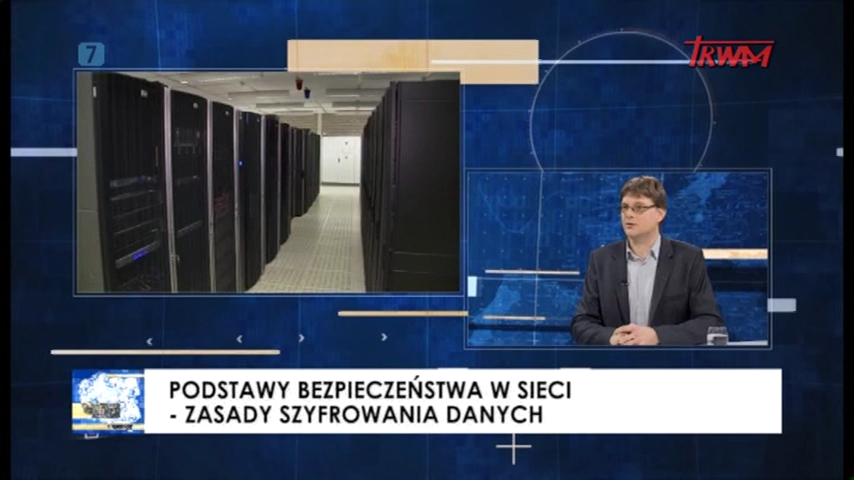 7
TRWAM
PODSTAWY BEZPIECZEŃSTWA W SIECI
- ZASADY SZYFROWANIA DANYCH